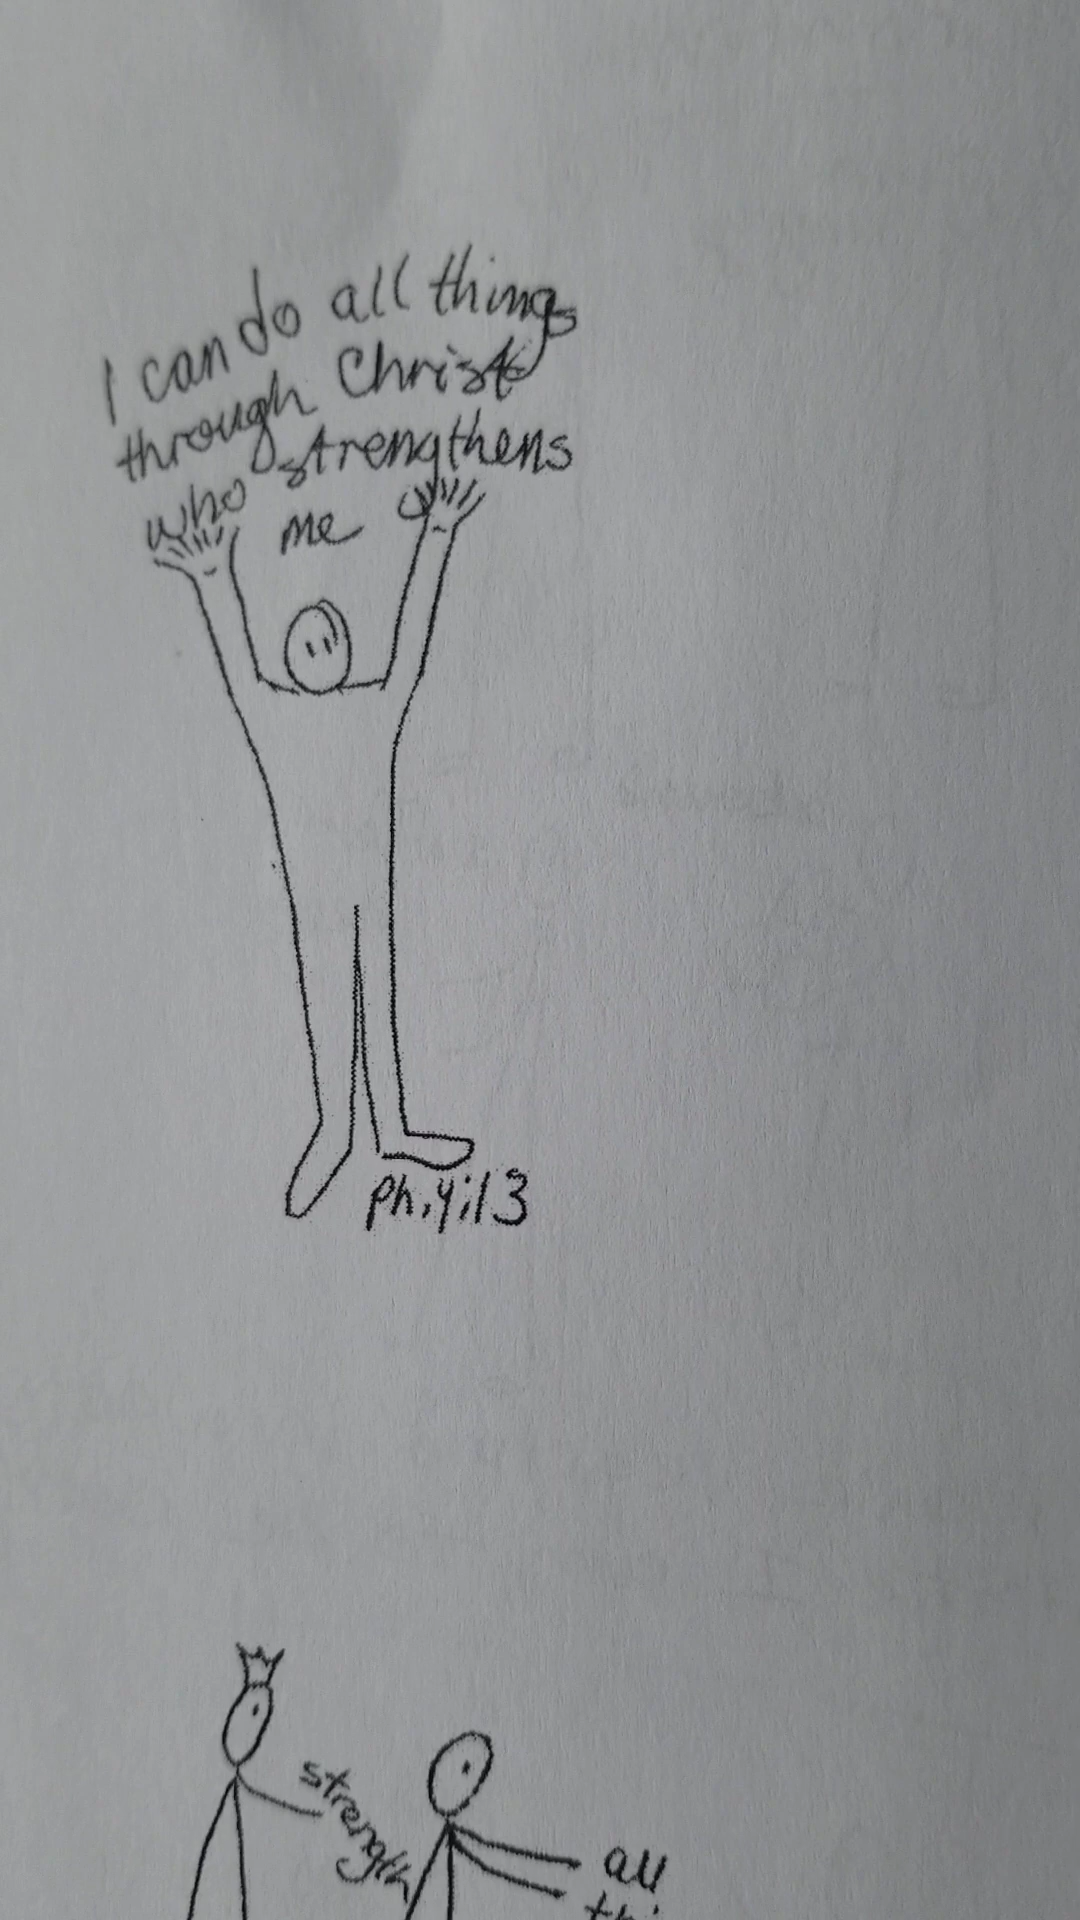 I can do all things
through Christ
who strengthens
me
Ph.4:13
strength
all